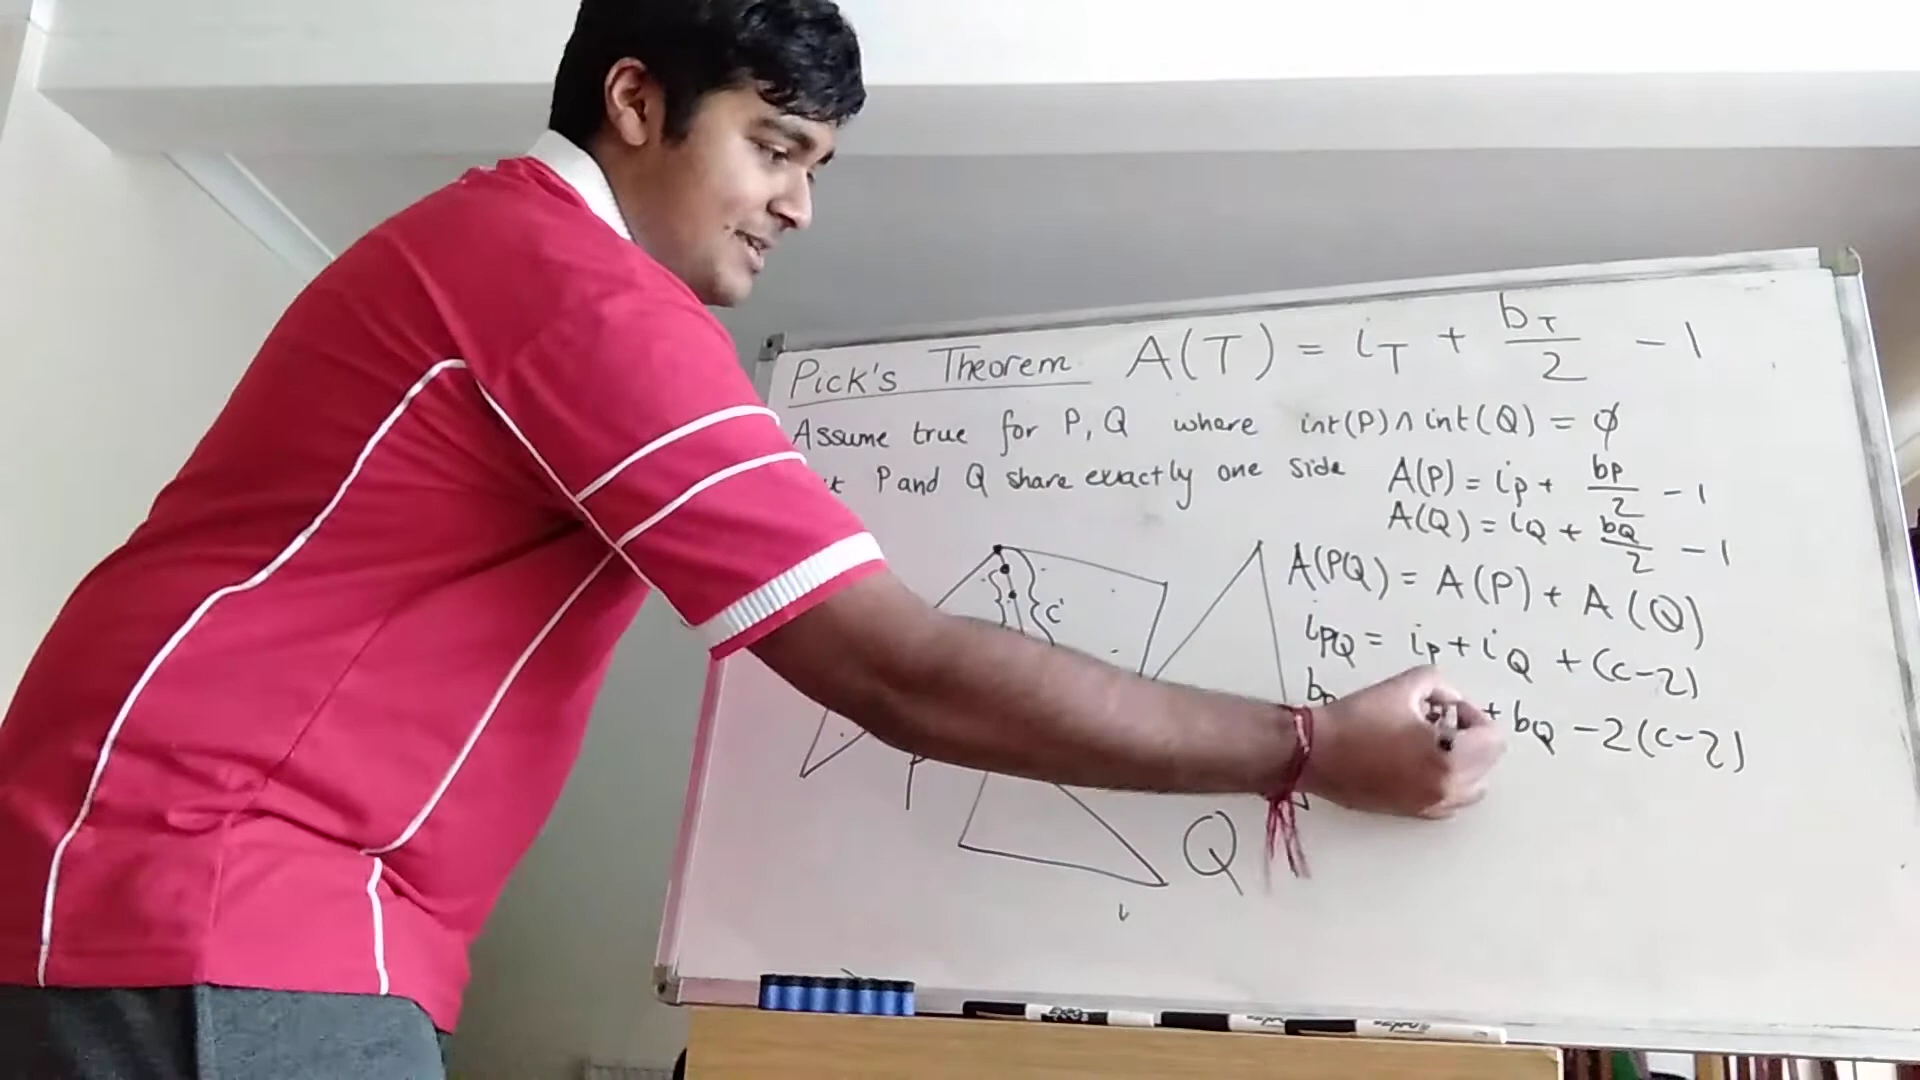 Pick's Theorem A(T) = i_T + b_T/2 - 1
Assume true for P, Q where int(P) ∩ int(Q) = ∅
P and Q share exactly one side
A(P) = i_P + b_P/2 - 1
A(Q) = i_Q + b_Q/2 - 1
A(PQ) = A(P) + A(Q)
i_PQ = i_P + i_Q + (c-2)
+ b_Q - 2(c-2)
c
P
Q